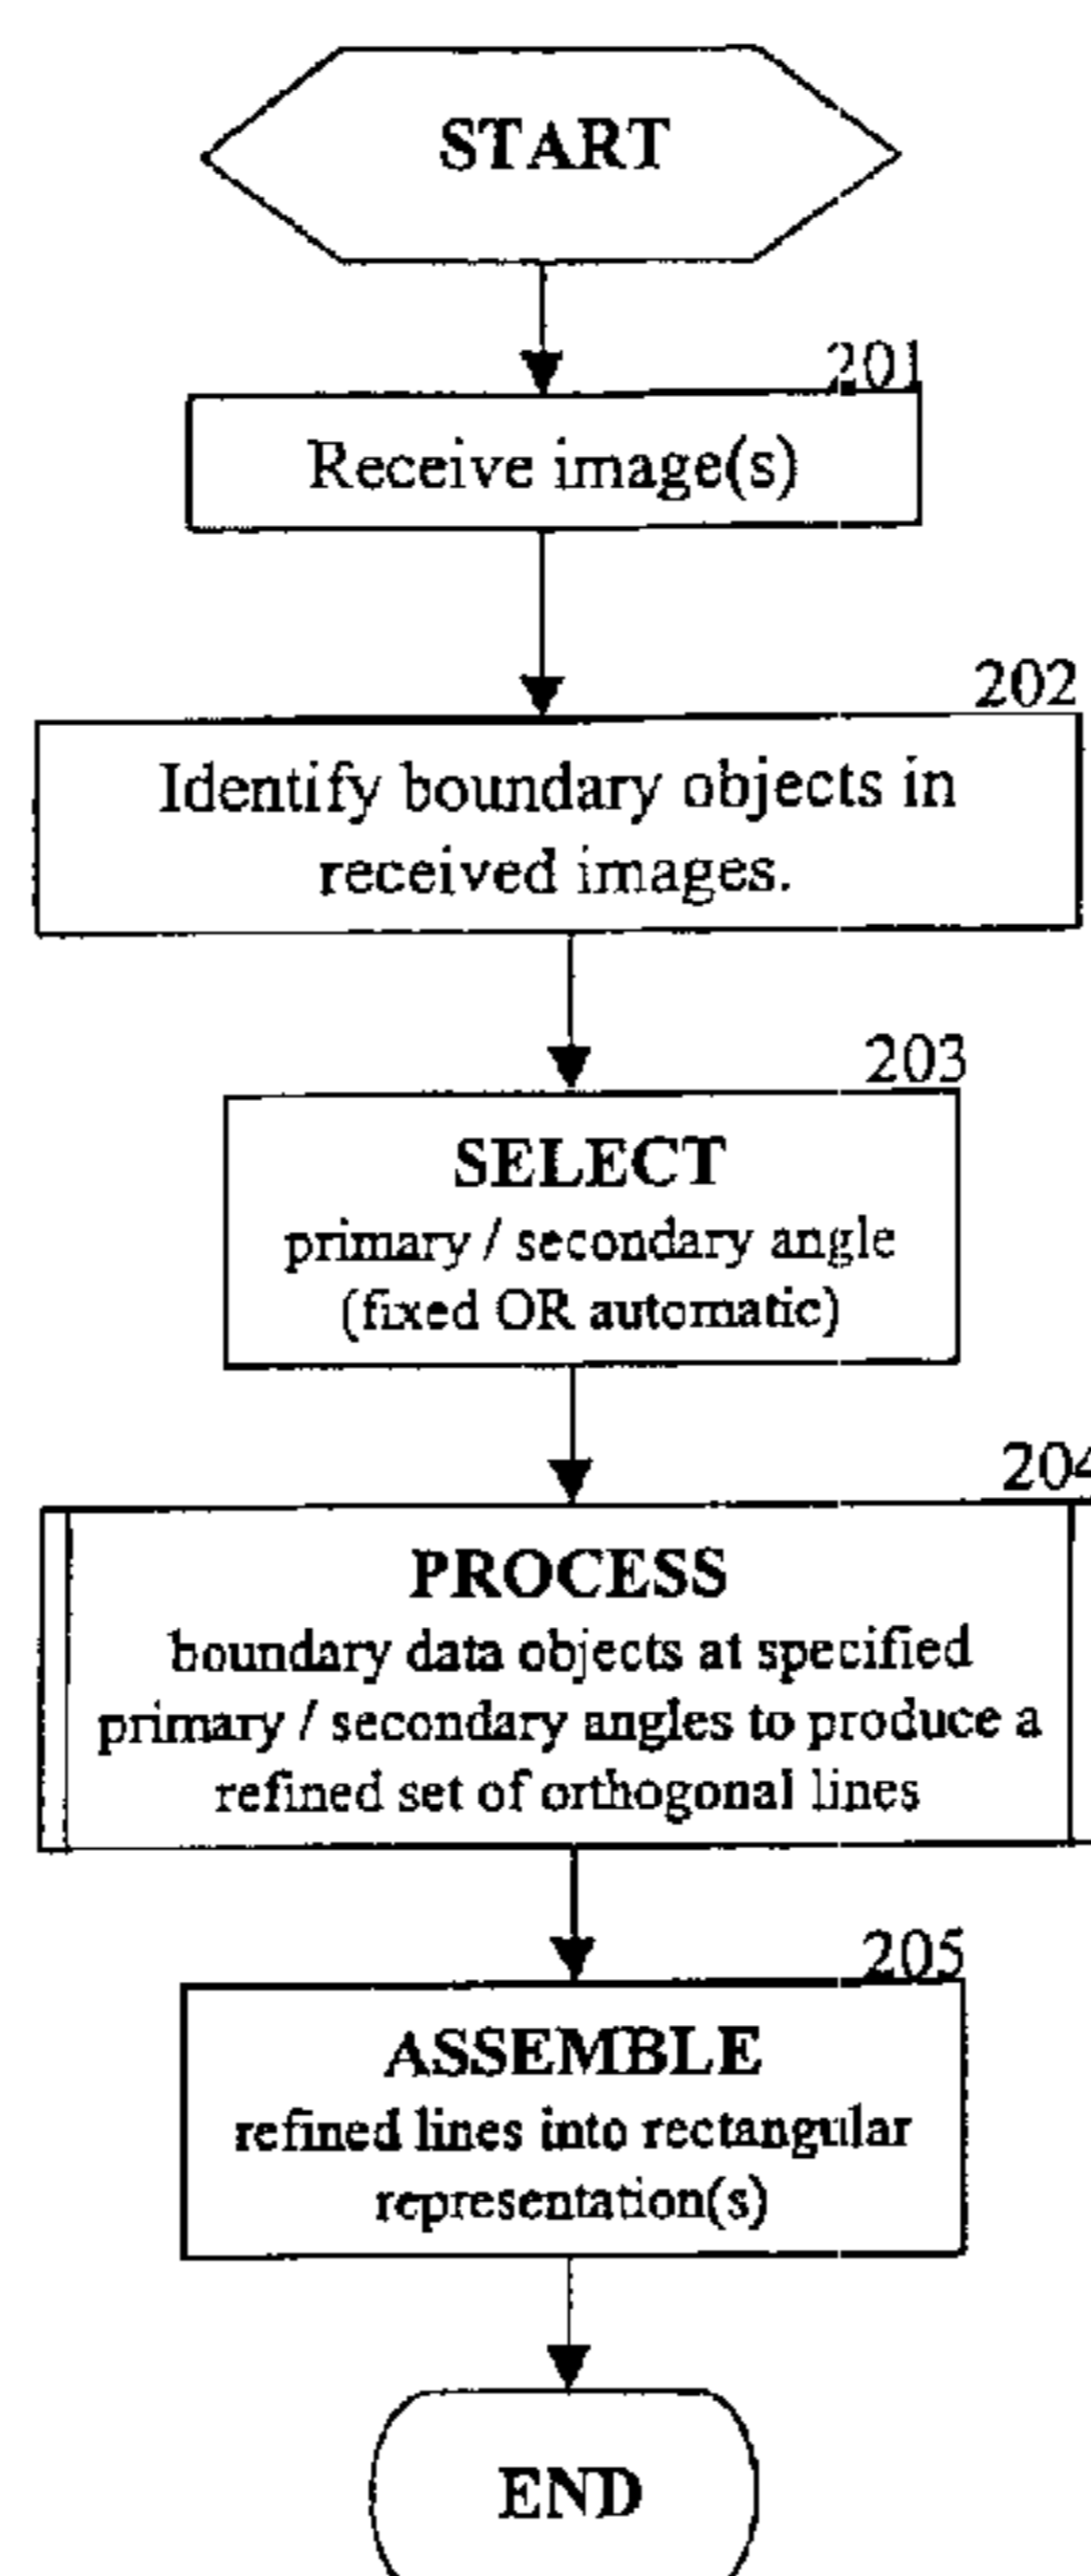 START
201
Receive image(s)
202
Identify boundary objects in
received images.
203
SELECT
primary / secondary angle
(fixed OR automatic)
204
PROCESS
boundary data objects at specified
primary / secondary angles to produce a
refined set of orthogonal lines
205
ASSEMBLE
refined lines into rectangular
representation(s)
END